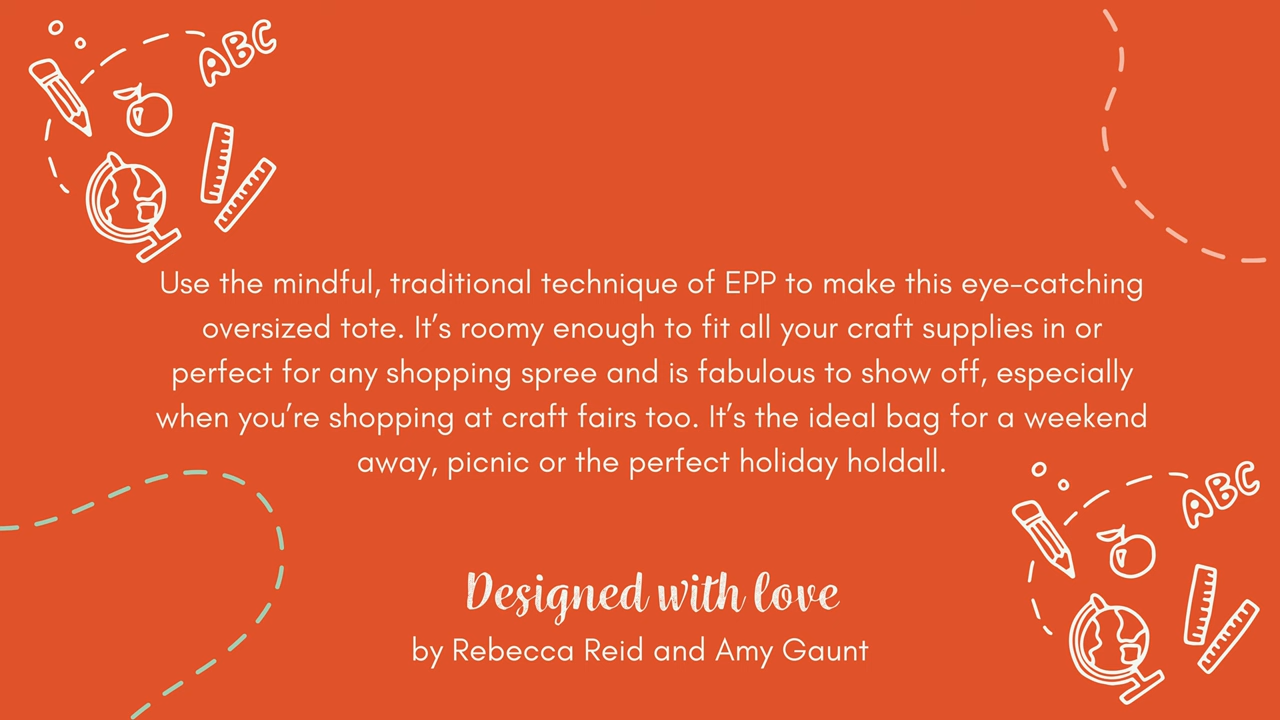 ABC
Use the mindful, traditional technique of EPP to make this eye-catching
oversized tote. It’s roomy enough to fit all your craft supplies in or
perfect for any shopping spree and is fabulous to show off, especially
when you’re shopping at craft fairs too. It’s the ideal bag for a weekend
away, picnic or the perfect holiday holdall.
ABC
Designed with love
by Rebecca Reid and Amy Gaunt